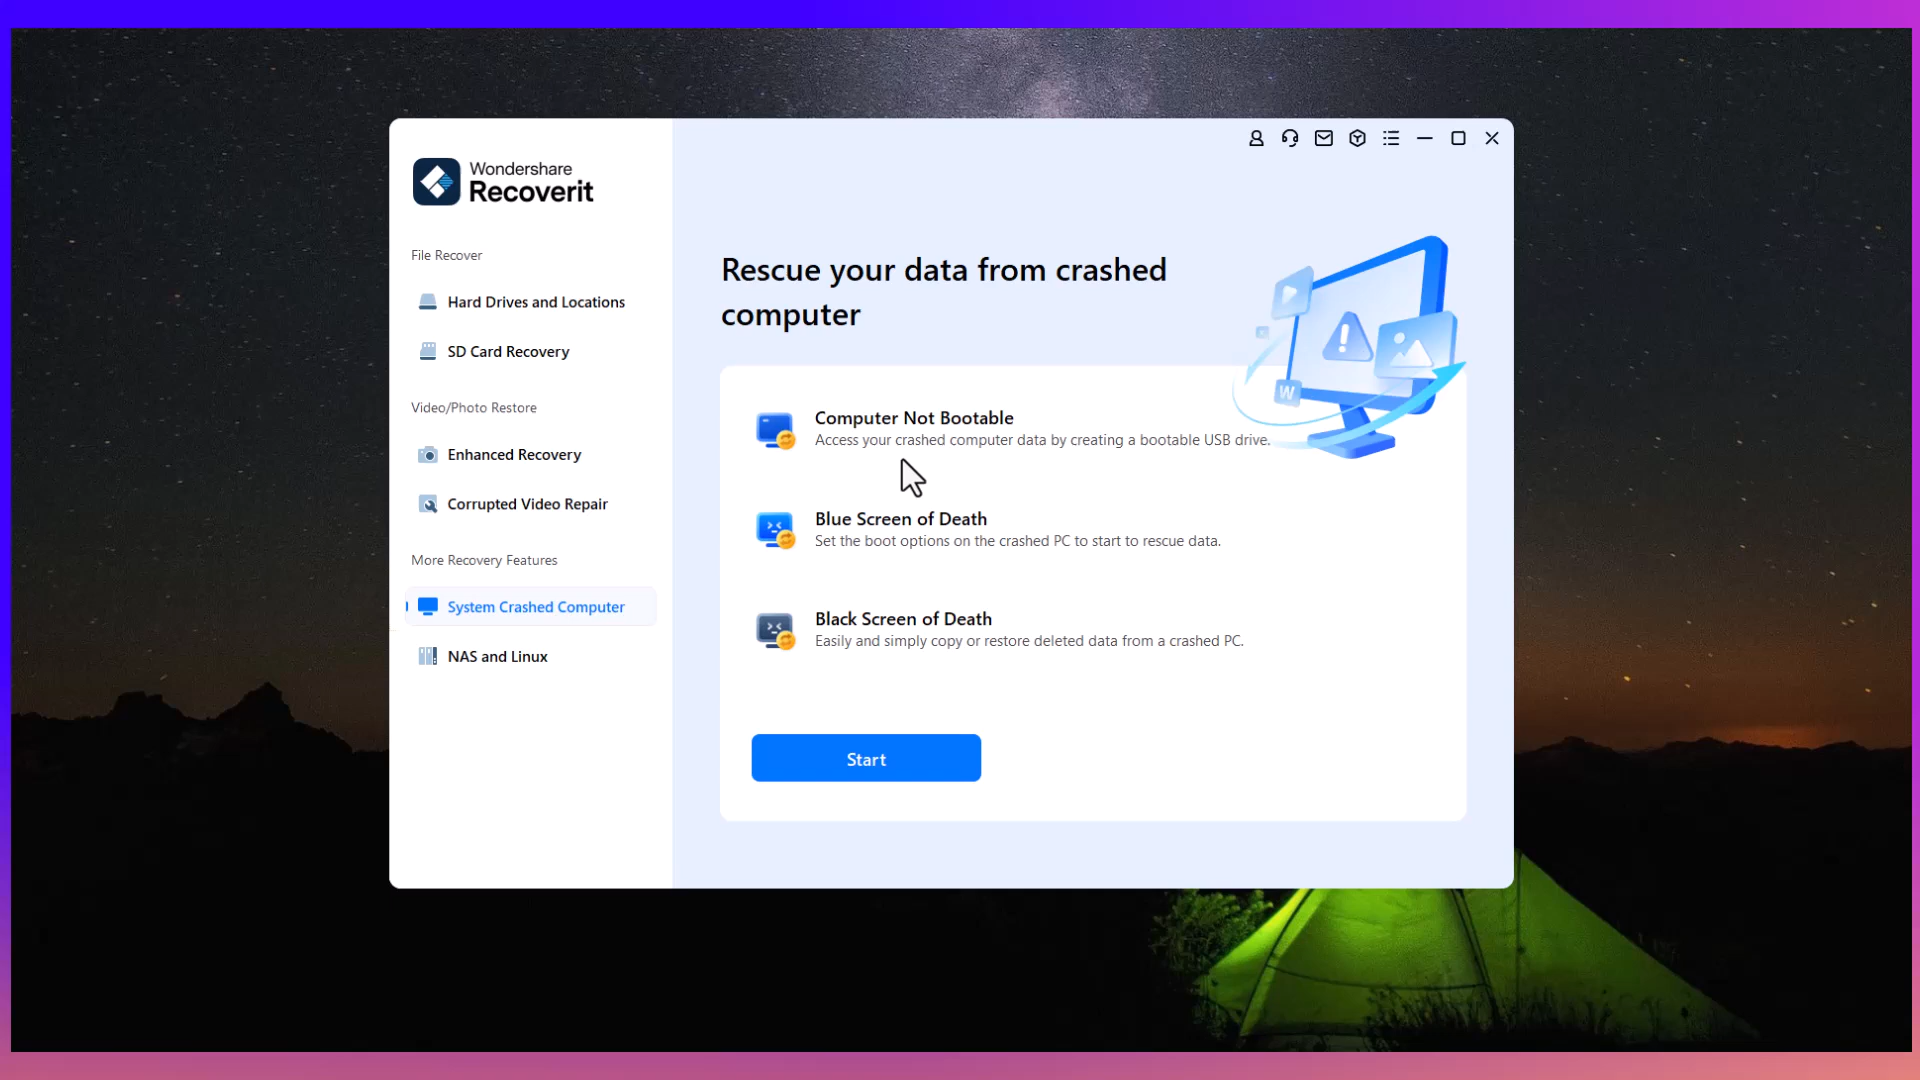 Wondershare
Recoverit
File Recover
Hard Drives and Locations
SD Card Recovery
Video/Photo Restore
Enhanced Recovery
Corrupted Video Repair
More Recovery Features
System Crashed Computer
NAS and Linux
Rescue your data from crashed
computer
W
Computer Not Bootable
Access your crashed computer data by creating a bootable USB drive.
Blue Screen of Death
Set the boot options on the crashed PC to start to rescue data.
Black Screen of Death
Easily and simply copy or restore deleted data from a crashed PC.
Start